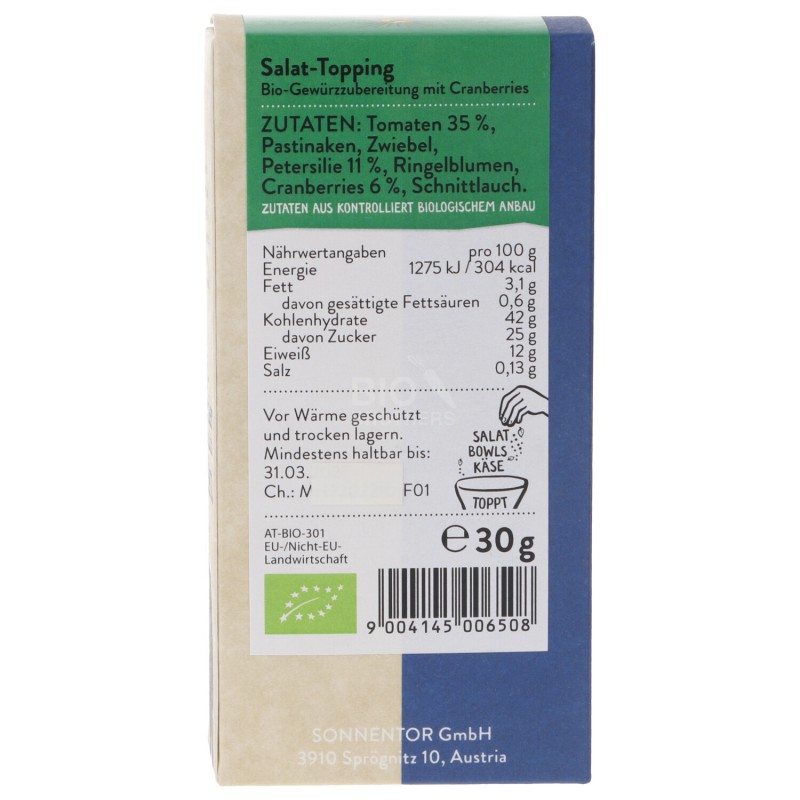 Salat-Topping
Bio-Gewürzzubereitung mit Cranberries
ZUTATEN: Tomaten 35 %,
Pastinaken, Zwiebel,
Petersilie 11 %, Ringelblumen,
Cranberries 6 %, Schnittlauch.
ZUTATEN AUS KONTROLLIERT BIOLOGISCHEM ANBAU
Nährwertangaben pro 100 g
Energie 1275 kJ / 304 kcal
Fett 3,1 g
davon gesättigte Fettsäuren 0,6 g
Kohlenhydrate 42 g
davon Zucker 25 g
Eiweiß 12 g
Salz 0,13 g
Vor Wärme geschützt
und trocken lagern.
Mindestens haltbar bis:
31.03.
Ch.: M F01
SALAT
BOWLS
KÄSE
TOPPT
AT-BIO-301
EU-/Nicht-EU-
Landwirtschaft
℮ 30 g
9 004145 006508
SONNENTOR GmbH
3910 Sprögnitz 10, Austria